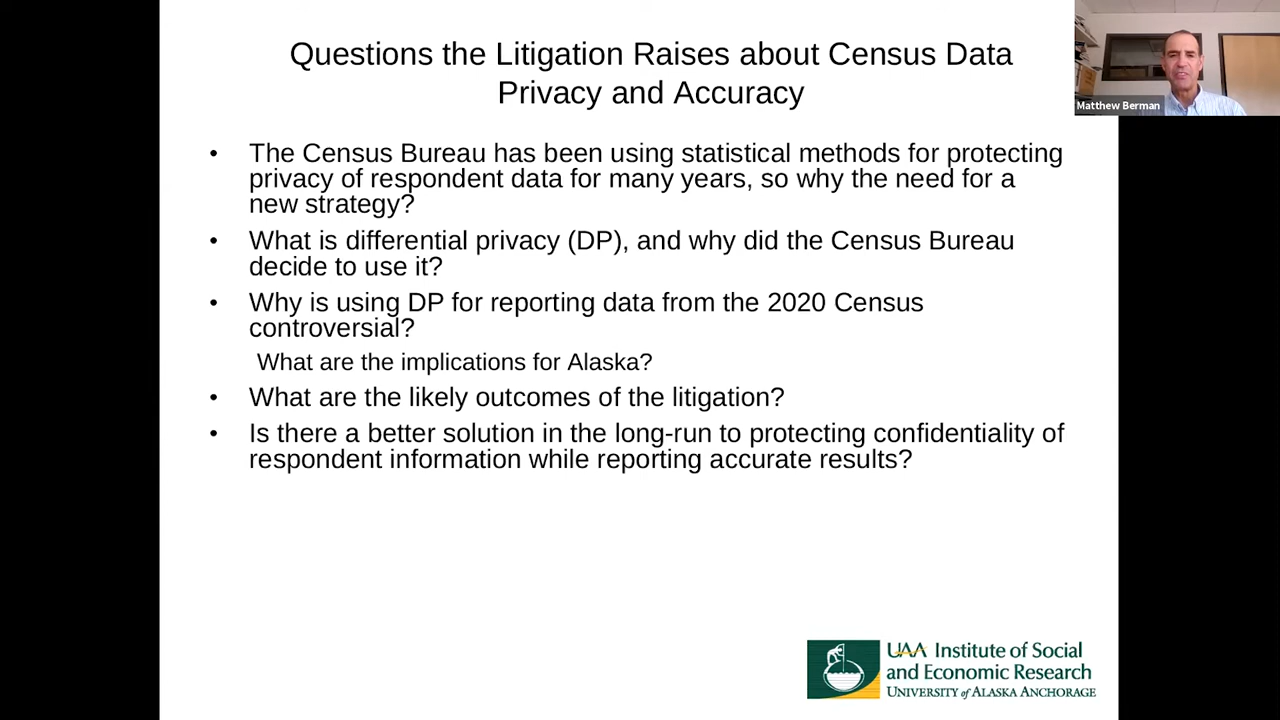 Questions the Litigation Raises about Census Data
Privacy and Accuracy
Matthew Berman
• The Census Bureau has been using statistical methods for protecting
privacy of respondent data for many years, so why the need for a
new strategy?
• What is differential privacy (DP), and why did the Census Bureau
decide to use it?
• Why is using DP for reporting data from the 2020 Census
controversial?
What are the implications for Alaska?
• What are the likely outcomes of the litigation?
• Is there a better solution in the long-run to protecting confidentiality of
respondent information while reporting accurate results?
UAA Institute of Social
and Economic Research
UNIVERSITY of ALASKA ANCHORAGE